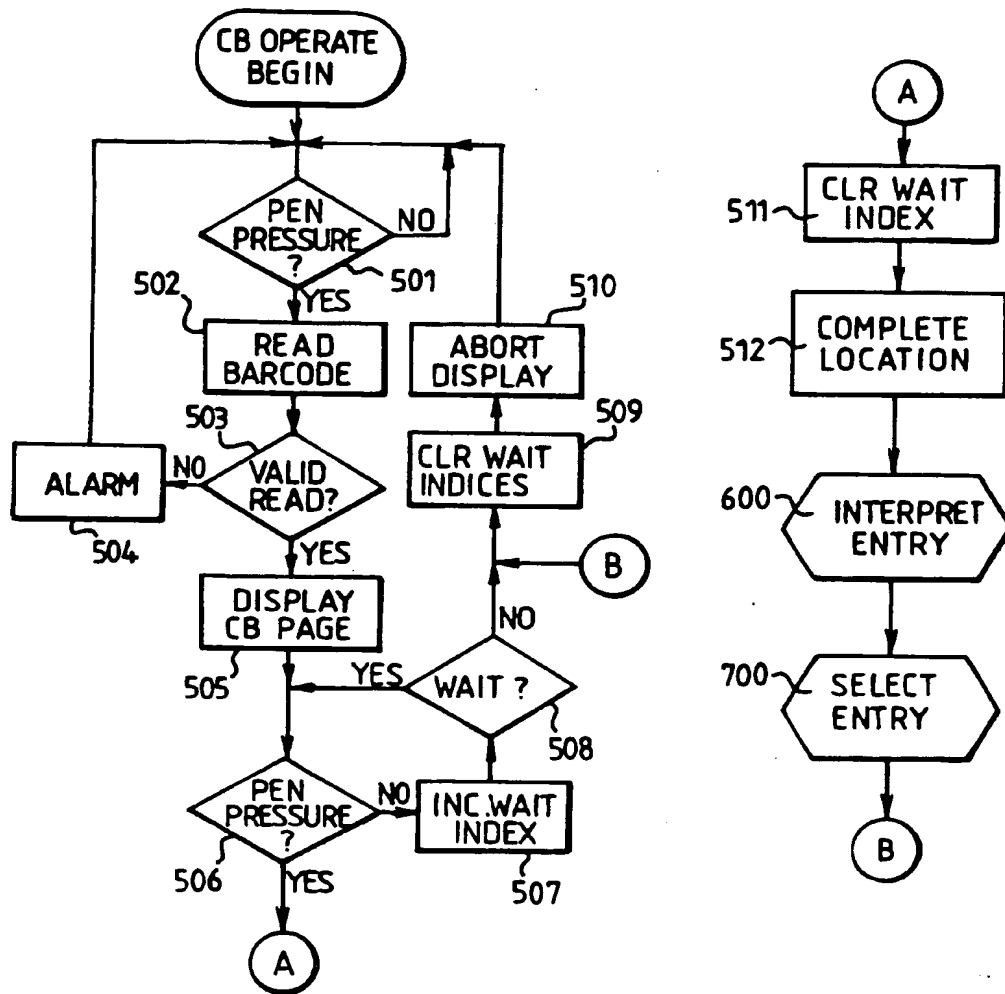 CB OPERATE
BEGIN
PEN
PRESSURE
?
NO
501
YES
502
READ
BARCODE
503
VALID
READ?
NO
ALARM
504
YES
DISPLAY
CB PAGE
505
PEN
PRESSURE
?
506
NO
YES
A
INC.WAIT
INDEX
507
WAIT ?
508
YES
NO
B
CLR WAIT
INDICES
509
ABORT
DISPLAY
510
A
CLR WAIT
INDEX
511
COMPLETE
LOCATION
512
INTERPRET
ENTRY
600
SELECT
ENTRY
700
B